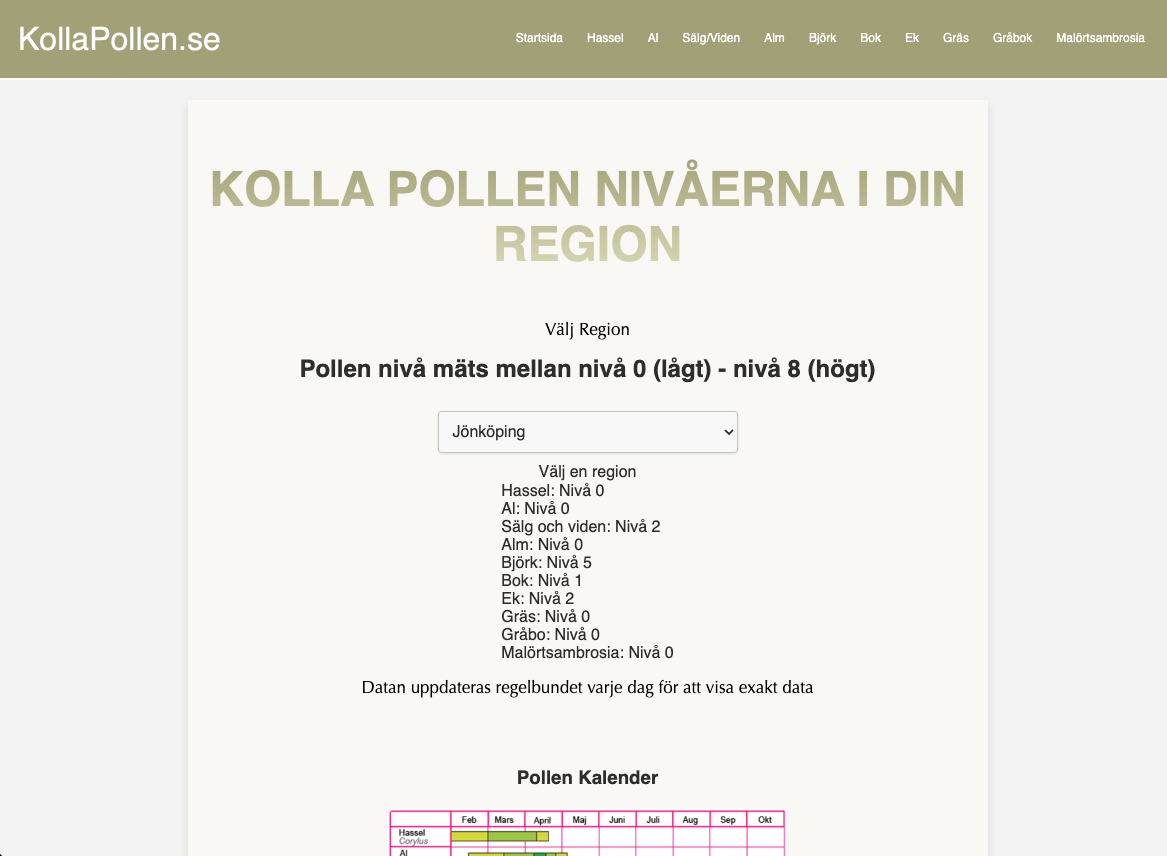 KollaPollen.se
Startsida Hassel Al Sälg/Viden Alm Björk Bok Ek Gräs Gråbok Malörtsambrosia
KOLLA POLLEN NIVÅERNA I DIN
REGION
Välj Region
Pollen nivå mäts mellan nivå 0 (lågt) - nivå 8 (högt)
Jönköping
Välj en region
Hassel: Nivå 0
Al: Nivå 0
Sälg och viden: Nivå 2
Alm: Nivå 0
Björk: Nivå 5
Bok: Nivå 1
Ek: Nivå 2
Gräs: Nivå 0
Gråbo: Nivå 0
Malörtsambrosia: Nivå 0
Datan uppdateras regelbundet varje dag för att visa exakt data
Pollen Kalender
Feb Mars April Maj Juni Juli Aug Sep Okt
Hassel
Corylus
Al